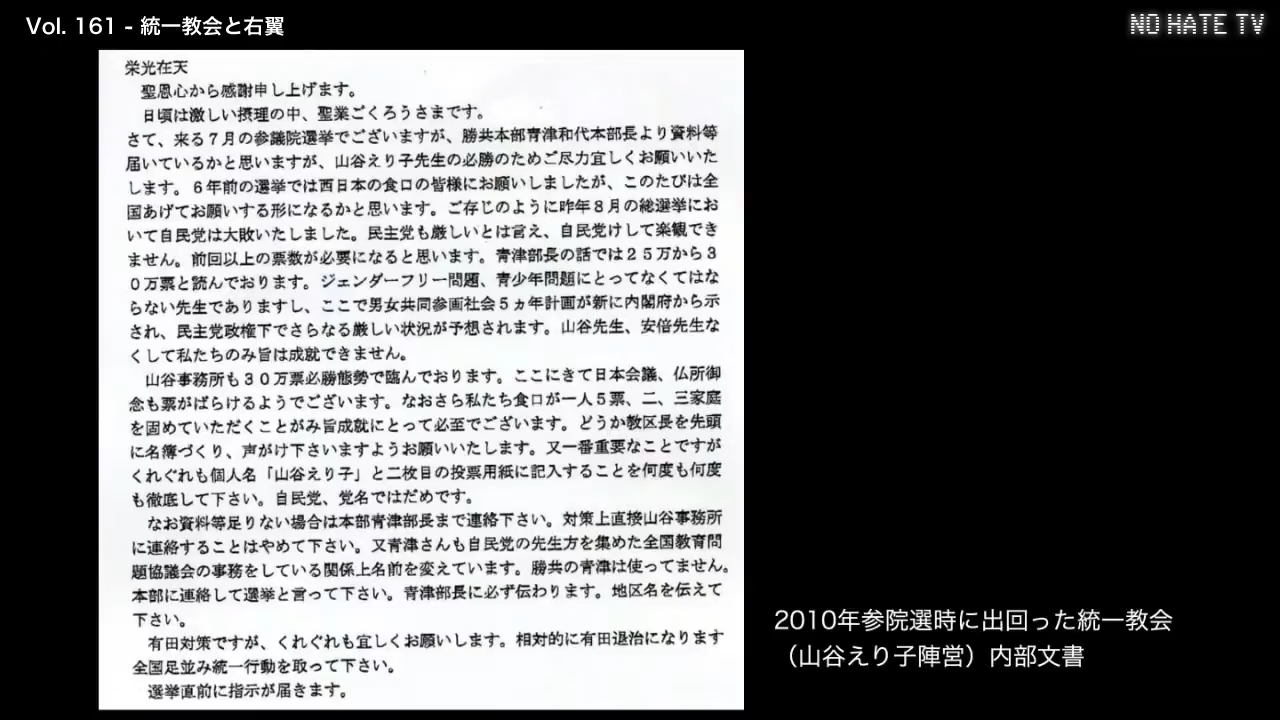 Vol. 161 - 統一教会と右翼
NO HATE TV
栄光在天
聖恩心から感謝申し上げます。
日頃は激しい摂理の中、聖業ごくろうさまです。
さて、来る７月の参議院選挙でございますが、勝共本部青津和代本部長より資料等
届いているかと思いますが、山谷えり子先生の必勝のためご尽力宜しくお願いいた
します。６年前の選挙では西日本の食口の皆様にお願いしましたが、このたびは全
国あげてお願いする形になるかと思います。ご存じのように昨年８月の総選挙にお
いて自民党は大敗いたしました。民主党も厳しいとは言え、自民党けして楽観でき
ません。前回以上の票数が必要になると思います。青津部長の話では２５万から３
０万票と読んでおります。ジェンダーフリー問題、青少年問題にとってなくてはな
らない先生でありますし、ここで男女共同参画社会５ヵ年計画が新に内閣府から示
され、民主党政権下でさらなる厳しい状況が予想されます。山谷先生、安倍先生な
くして私たちのみ旨は成就できません。
山谷事務所も３０万票必勝態勢で臨んでおります。ここにきて日本会議、仏所御
念も票がばらけるようでございます。なおさら私たち食口が一人５票、二、三家庭
を固めていただくことがみ旨成就にとって必至でございます。どうか教区長を先頭
に名簿づくり、声がけ下さいますようお願いいたします。又一番重要なことですが
くれぐれも個人名「山谷えり子」と二枚目の投票用紙に記入することを何度も何度
も徹底して下さい。自民党、党名ではだめです。
なお資料等足りない場合は本部青津部長まで連絡下さい。対策上直接山谷事務所
に連絡することはやめて下さい。又青津さんも自民党の先生方を集めた全国教育問
題協議会の事務をしている関係上名前を変えています。勝共の青津は使ってません。
本部に連絡して選挙と言って下さい。青津部長に必ず伝わります。地区名を伝えて
下さい。
有田対策ですが、くれぐれも宜しくお願いします。相対的に有田退治になります
全国足並み統一行動を取って下さい。
選挙直前に指示が届きます。
2010年参院選時に出回った統一教会
（山谷えり子陣営）内部文書